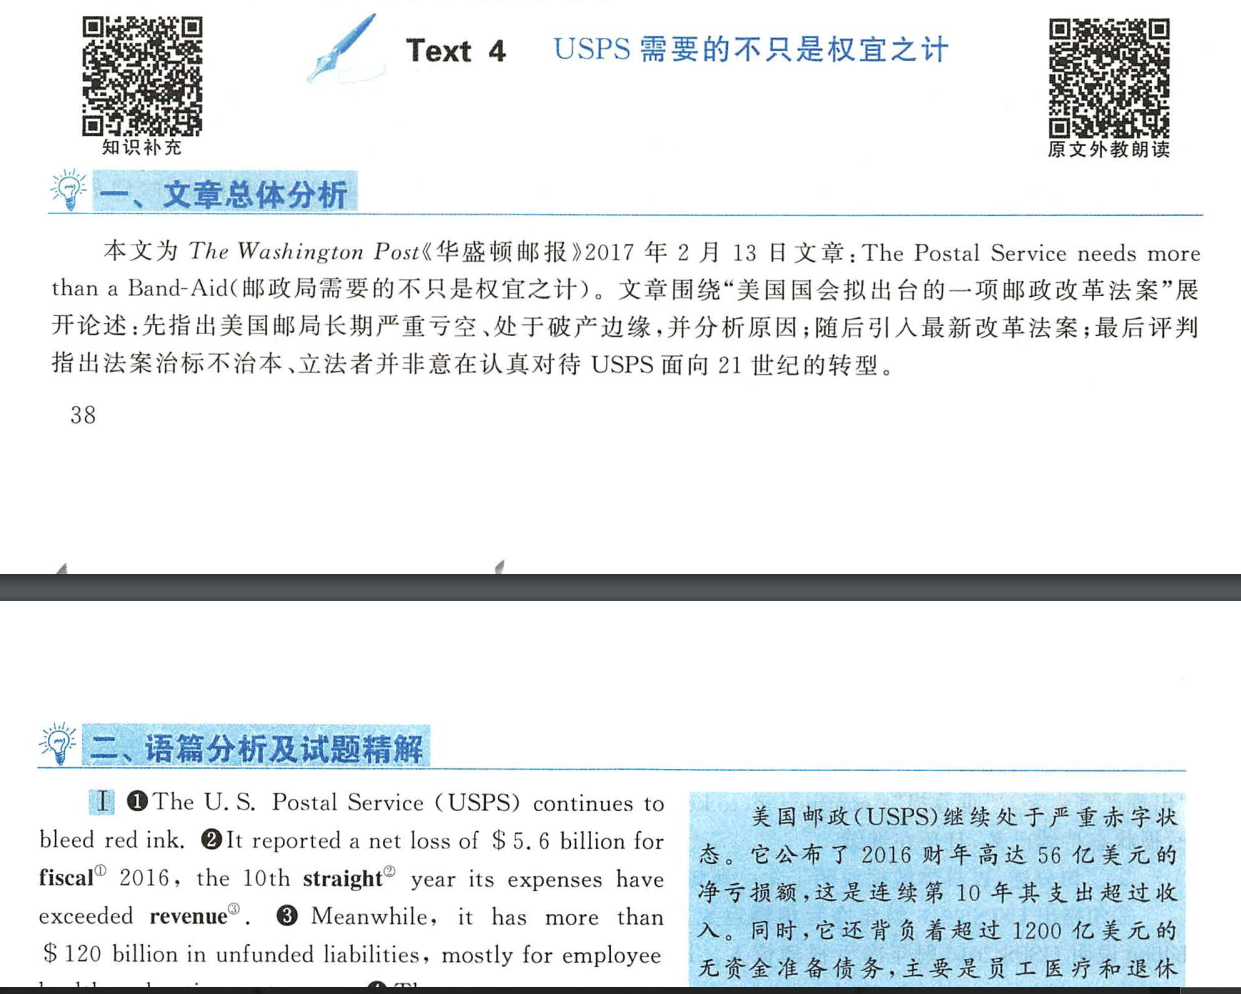 Text 4 USPS 需要的不只是权宜之计
知识补充
原文外教朗读
一、文章总体分析
本文为 The Washington Post《华盛顿邮报》2017 年 2 月 13 日文章:The Postal Service needs more
than a Band-Aid(邮政局需要的不只是权宜之计)。文章围绕“美国国会拟出台的一项邮政改革法案”展
开论述:先指出美国邮局长期严重亏空、处于破产边缘,并分析原因;随后引入最新改革法案;最后评判
指出法案治标不治本、立法者并非意在认真对待 USPS 面向 21 世纪的转型。
38
二、语篇分析及试题精解
Ⅰ ❶The U. S. Postal Service (USPS) continues to
bleed red ink. ❷It reported a net loss of $ 5. 6 billion for
fiscal① 2016, the 10th straight② year its expenses have
exceeded revenue③. ❸ Meanwhile, it has more than
$ 120 billion in unfunded liabilities, mostly for employee
美国邮政(USPS)继续处于严重赤字状
态。它公布了 2016 财年高达 56 亿美元的
净亏损额,这是连续第 10 年其支出超过收
入。同时,它还背负着超过 1200 亿美元的
无资金准备债务,主要是员工医疗和退休